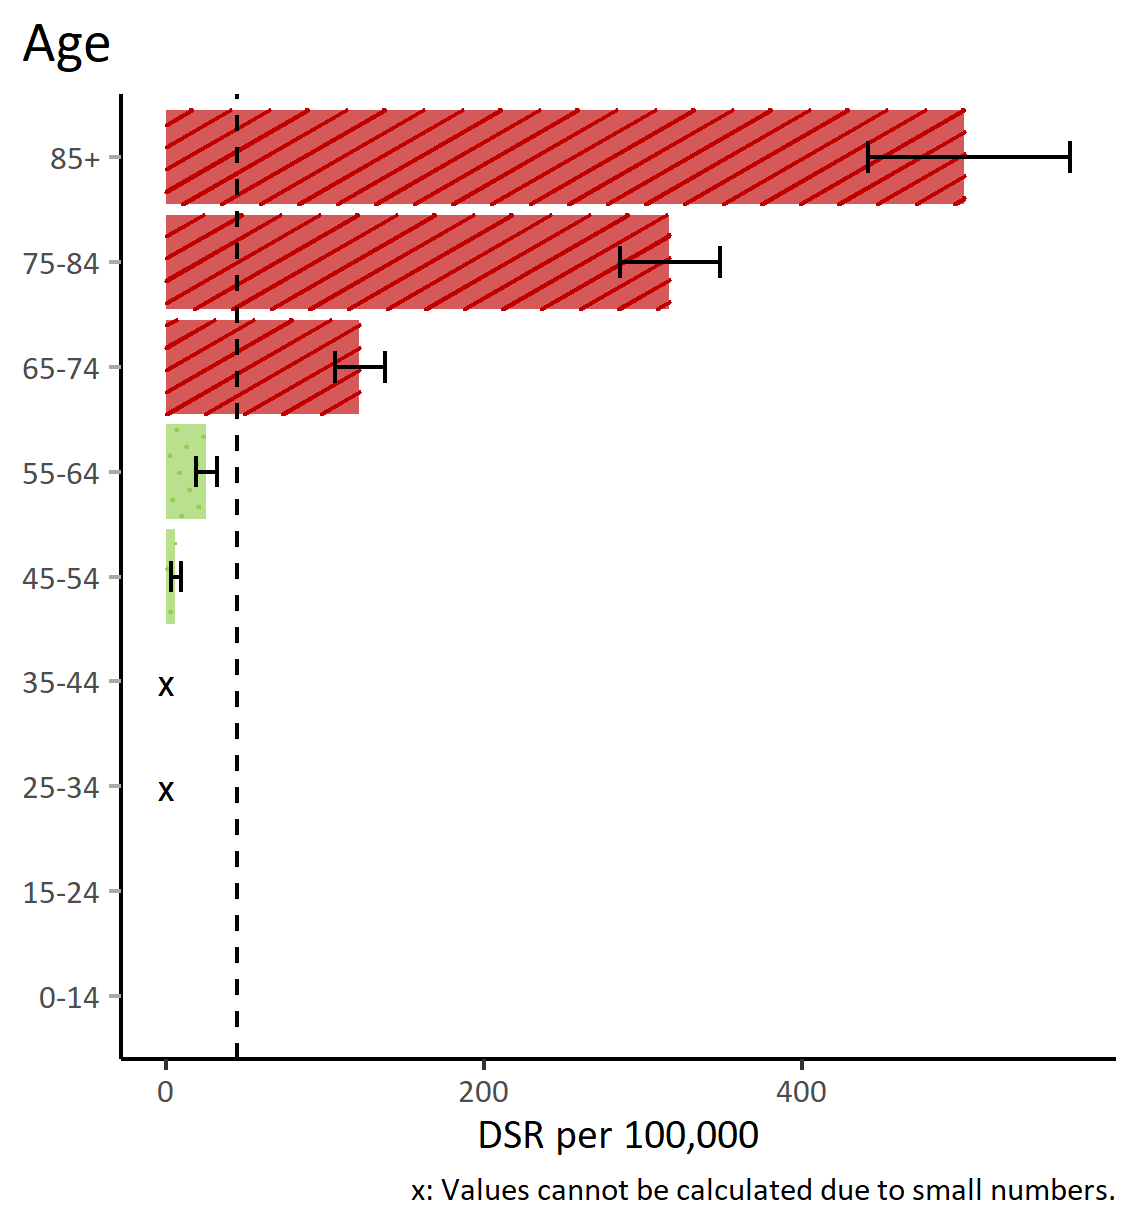 Age
85+
75-84
65-74
55-64
45-54
35-44 x
25-34 x
15-24
0-14
0 200 400
DSR per 100,000
x: Values cannot be calculated due to small numbers.